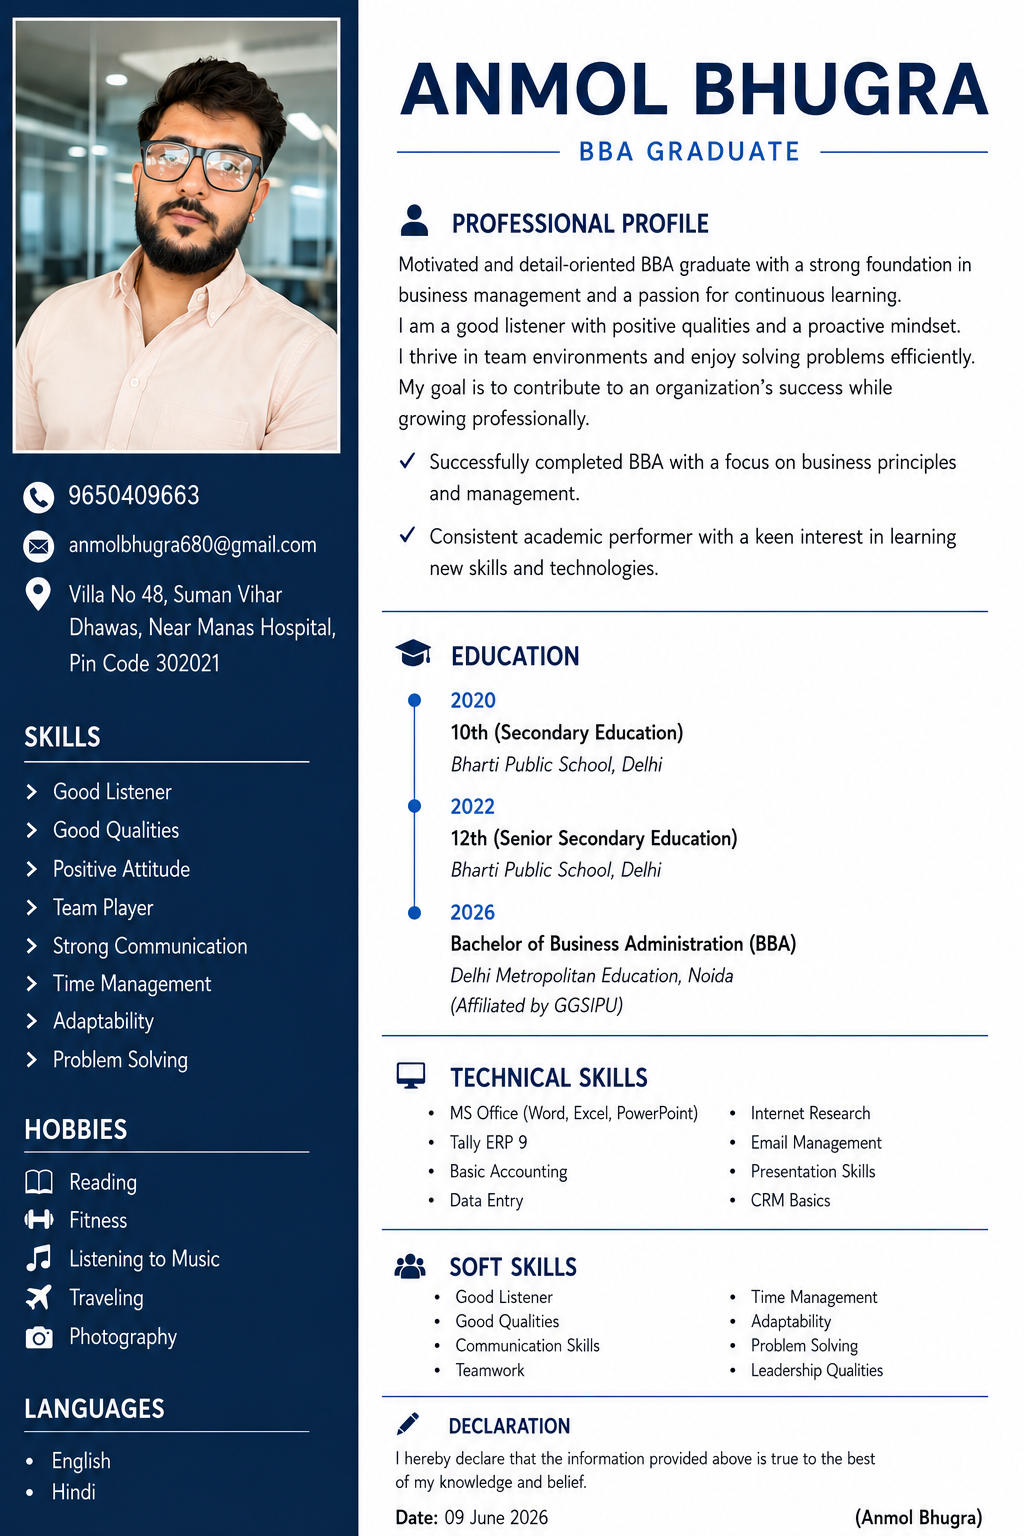 ANMOL BHUGRA
BBA GRADUATE
9650409663
anmolbhugra680@gmail.com
Villa No 48, Suman Vihar
Dhawas, Near Manas Hospital,
Pin Code 302021
SKILLS
Good Listener
Good Qualities
Positive Attitude
Team Player
Strong Communication
Time Management
Adaptability
Problem Solving
HOBBIES
Reading
Fitness
Listening to Music
Traveling
Photography
LANGUAGES
• English
• Hindi
PROFESSIONAL PROFILE
Motivated and detail-oriented BBA graduate with a strong foundation in
business management and a passion for continuous learning.
I am a good listener with positive qualities and a proactive mindset.
I thrive in team environments and enjoy solving problems efficiently.
My goal is to contribute to an organization’s success while
growing professionally.
✓ Successfully completed BBA with a focus on business principles
and management.
✓ Consistent academic performer with a keen interest in learning
new skills and technologies.
EDUCATION
2020
10th (Secondary Education)
Bharti Public School, Delhi
2022
12th (Senior Secondary Education)
Bharti Public School, Delhi
2026
Bachelor of Business Administration (BBA)
Delhi Metropolitan Education, Noida
(Affiliated by GGSIPU)
TECHNICAL SKILLS
• MS Office (Word, Excel, PowerPoint)
• Tally ERP 9
• Basic Accounting
• Data Entry
• Internet Research
• Email Management
• Presentation Skills
• CRM Basics
SOFT SKILLS
• Good Listener
• Good Qualities
• Communication Skills
• Teamwork
• Time Management
• Adaptability
• Problem Solving
• Leadership Qualities
DECLARATION
I hereby declare that the information provided above is true to the best
of my knowledge and belief.
Date: 09 June 2026 (Anmol Bhugra)